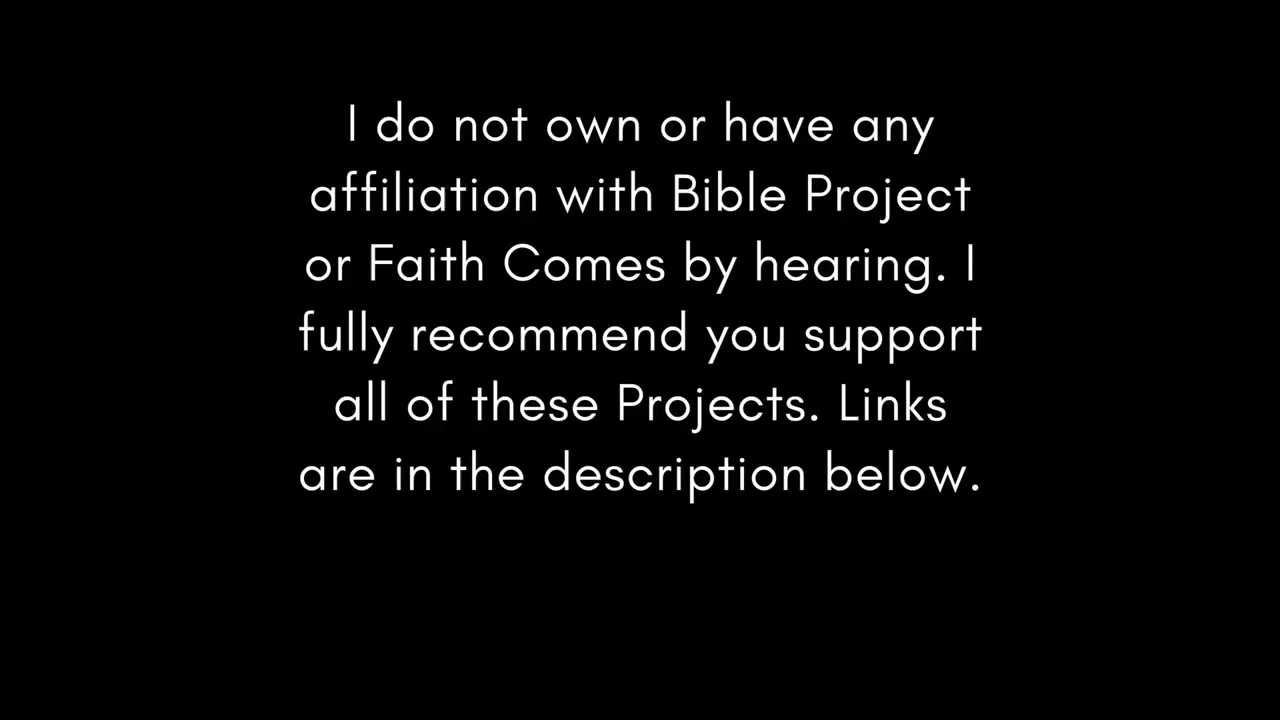 I do not own or have any
affiliation with Bible Project
or Faith Comes by hearing. I
fully recommend you support
all of these Projects. Links
are in the description below.